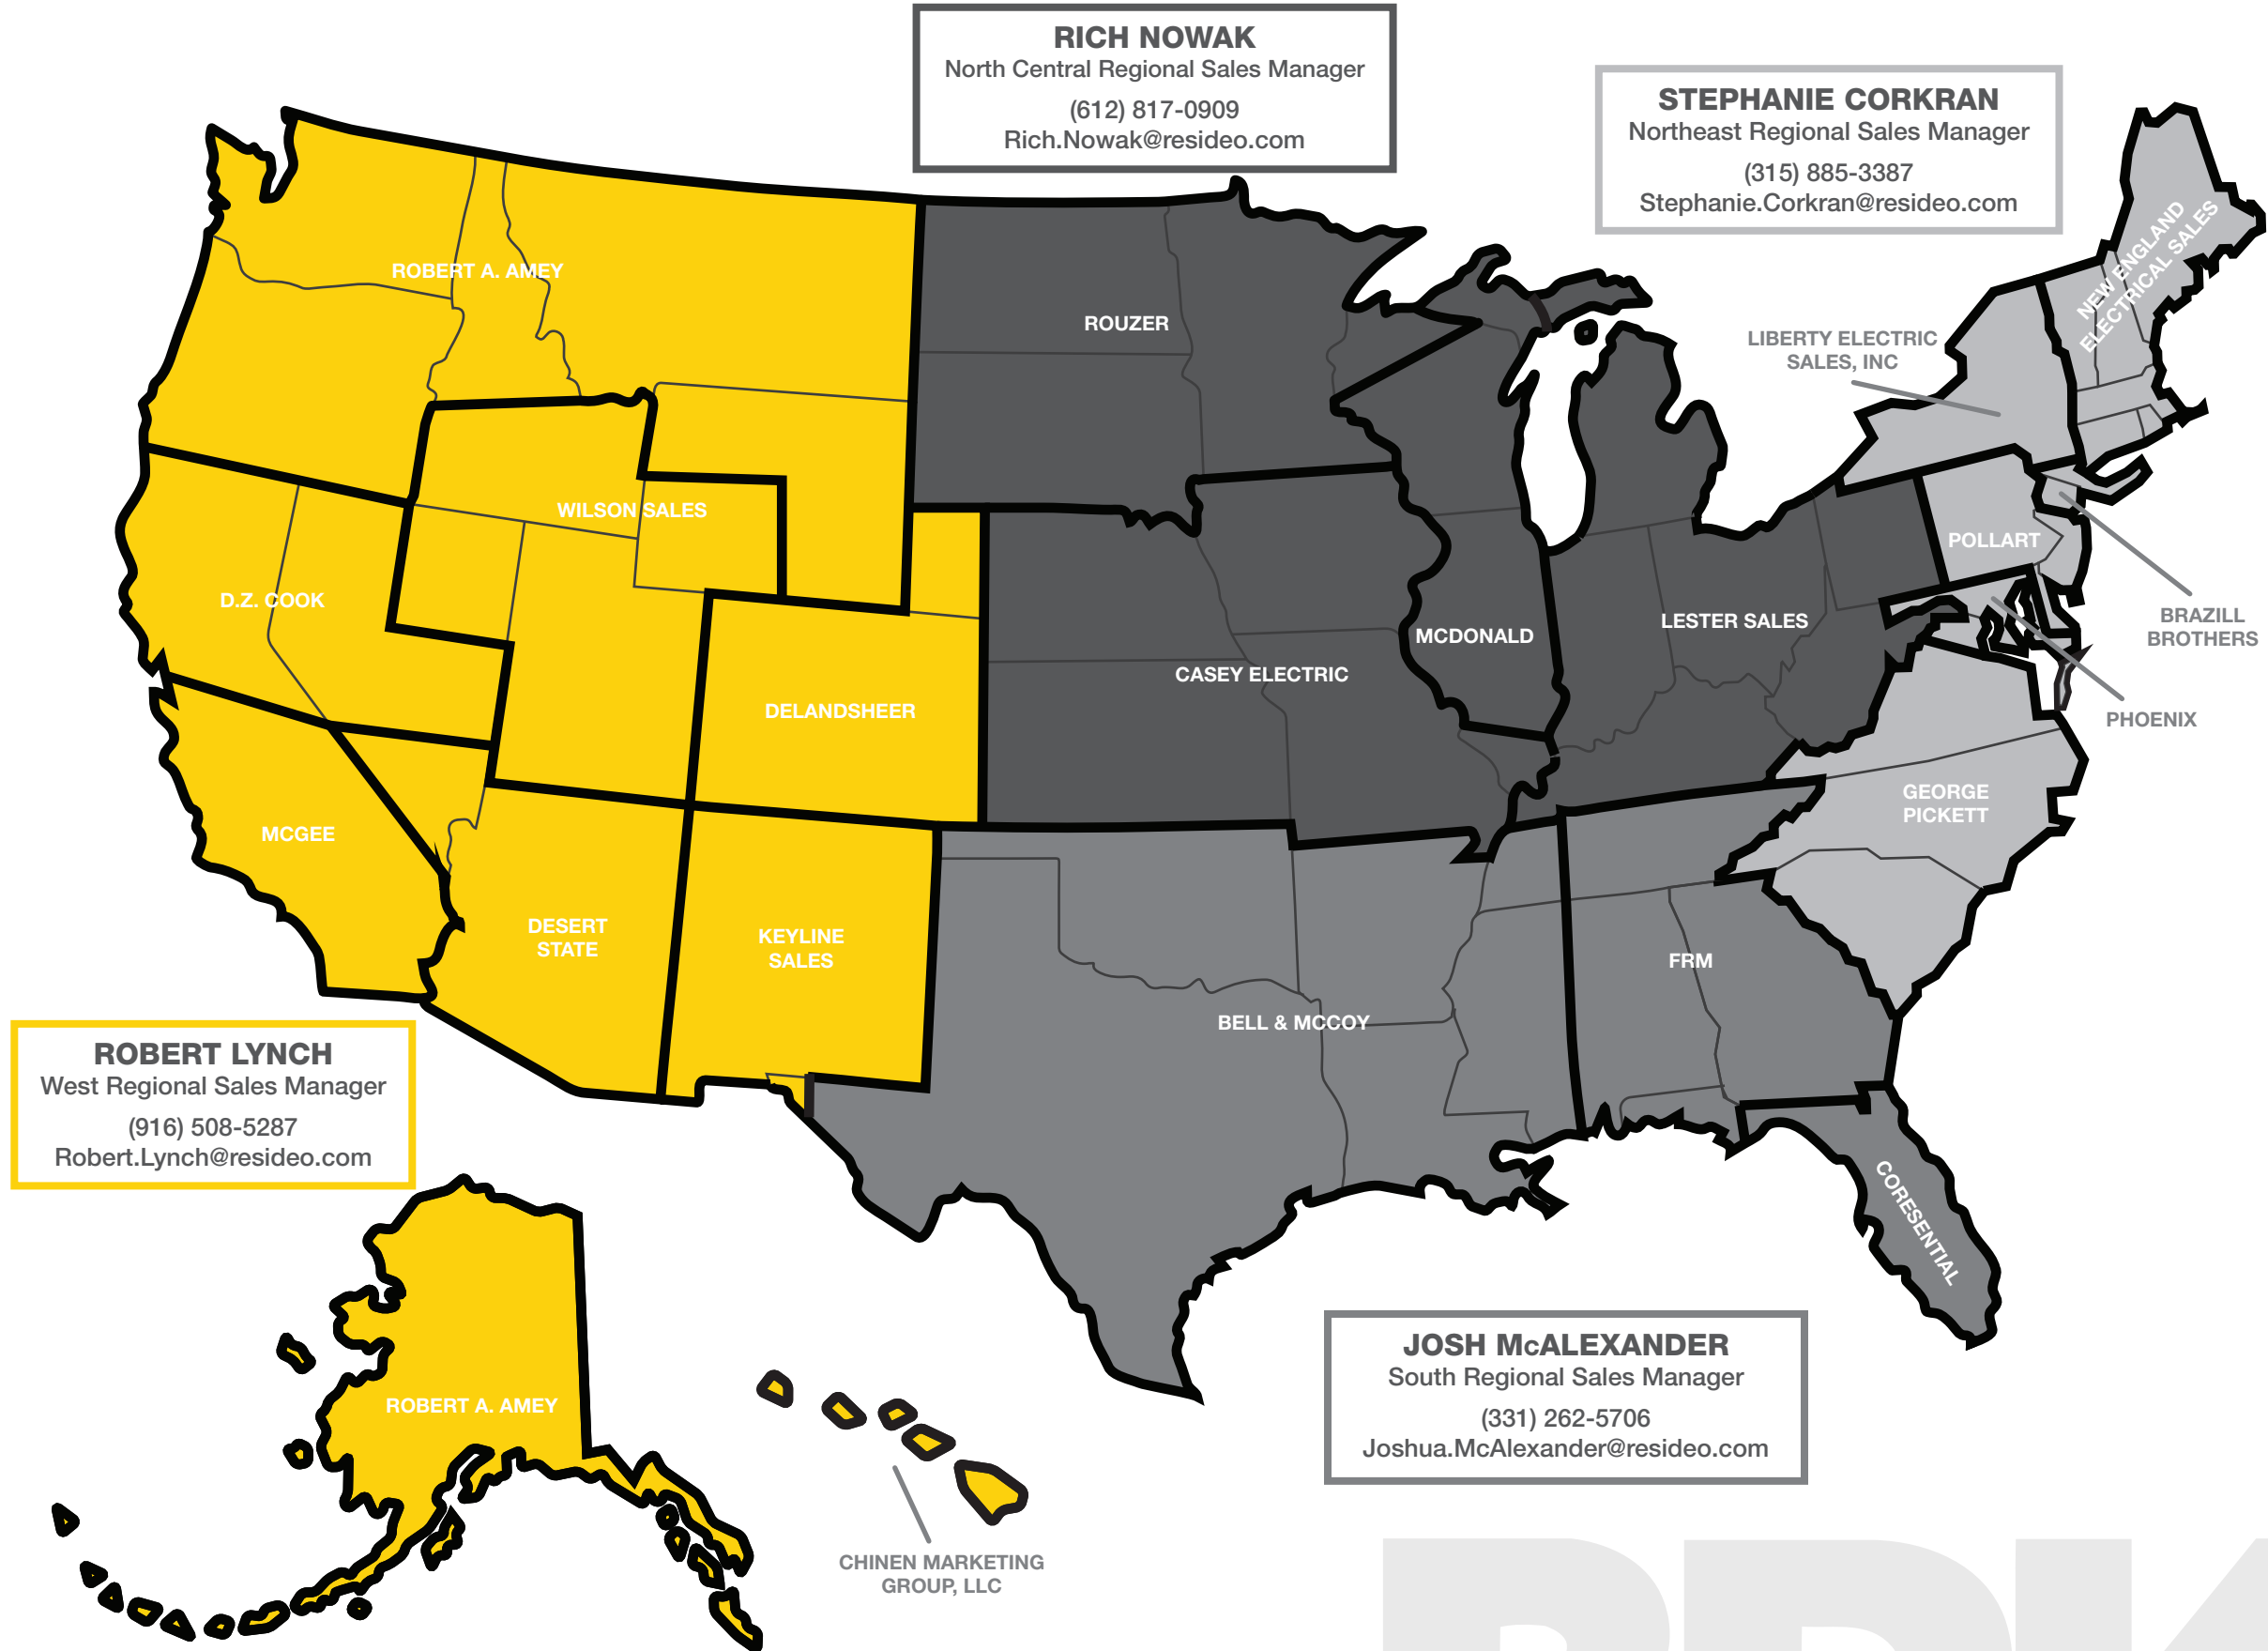 RICH NOWAK
North Central Regional Sales Manager
(612) 817-0909
Rich.Nowak@resideo.com
STEPHANIE CORKRAN
Northeast Regional Sales Manager
(315) 885-3387
Stephanie.Corkran@resideo.com
NEW ENGLAND
ELECTRICAL SALES
ROBERT A. AMEY
ROUZER
LIBERTY ELECTRIC
SALES, INC
WILSON SALES
POLLART
D.Z. COOK
MCDONALD
LESTER SALES
BRAZILL
BROTHERS
CASEY ELECTRIC
DELANDSHEER
PHOENIX
GEORGE
PICKETT
MCGEE
DESERT
STATE
KEYLINE
SALES
FRM
BELL & MCCOY
ROBERT LYNCH
West Regional Sales Manager
(916) 508-5287
Robert.Lynch@resideo.com
CORESENTIAL
JOSH McALEXANDER
South Regional Sales Manager
(331) 262-5706
Joshua.McAlexander@resideo.com
ROBERT A. AMEY
CHINEN MARKETING
GROUP, LLC